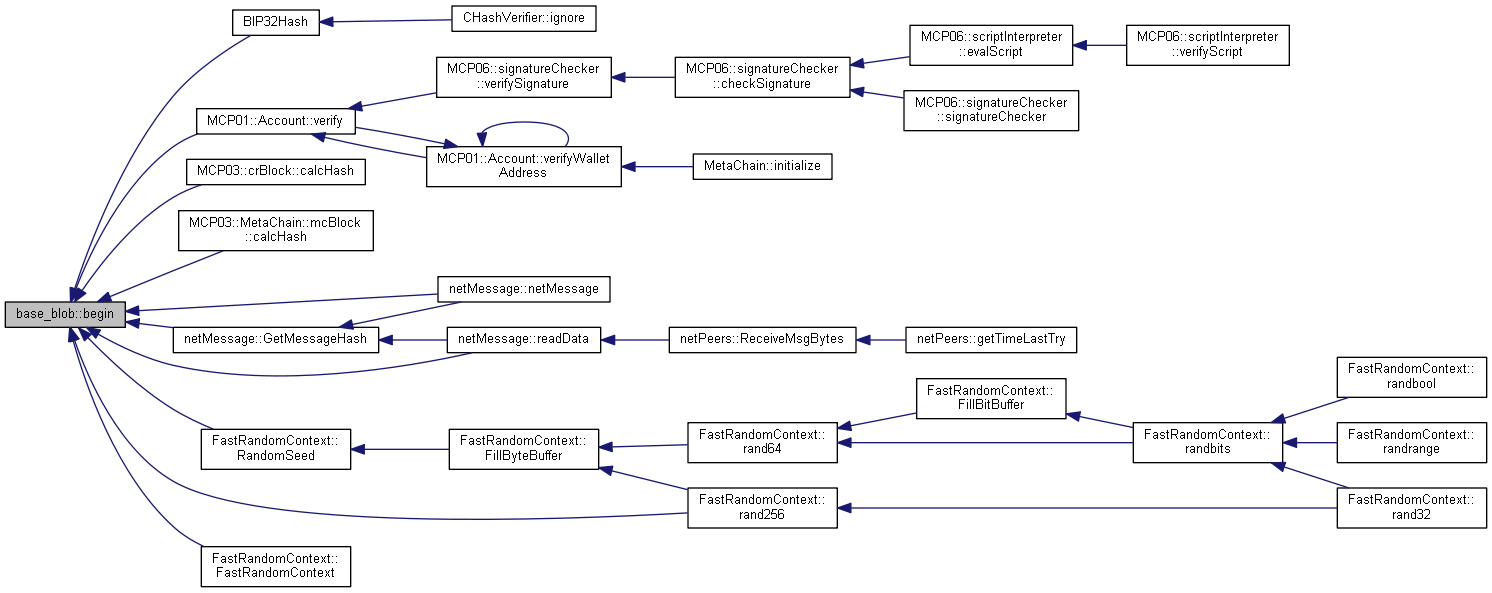 BIP32Hash
CHashVerifier::ignore
MCP06::scriptInterpreter
::evalScript
MCP06::scriptInterpreter
::verifyScript
MCP06::signatureChecker
::verifySignature
MCP06::signatureChecker
::checkSignature
MCP06::signatureChecker
::signatureChecker
MCP01::Account::verify
MCP01::Account::verifyWallet
Address
MetaChain::initialize
MCP03::crBlock::calcHash
MCP03::MetaChain::mcBlock
::calcHash
base_blob::begin
netMessage::netMessage
netMessage::GetMessageHash
netMessage::readData
netPeers::ReceiveMsgBytes
netPeers::getTimeLastTry
FastRandomContext::
RandomSeed
FastRandomContext::
FillByteBuffer
FastRandomContext::
rand64
FastRandomContext::
FillBitBuffer
FastRandomContext::
randbits
FastRandomContext::
randbool
FastRandomContext::
randrange
FastRandomContext::
rand256
FastRandomContext::
rand32
FastRandomContext::
FastRandomContext